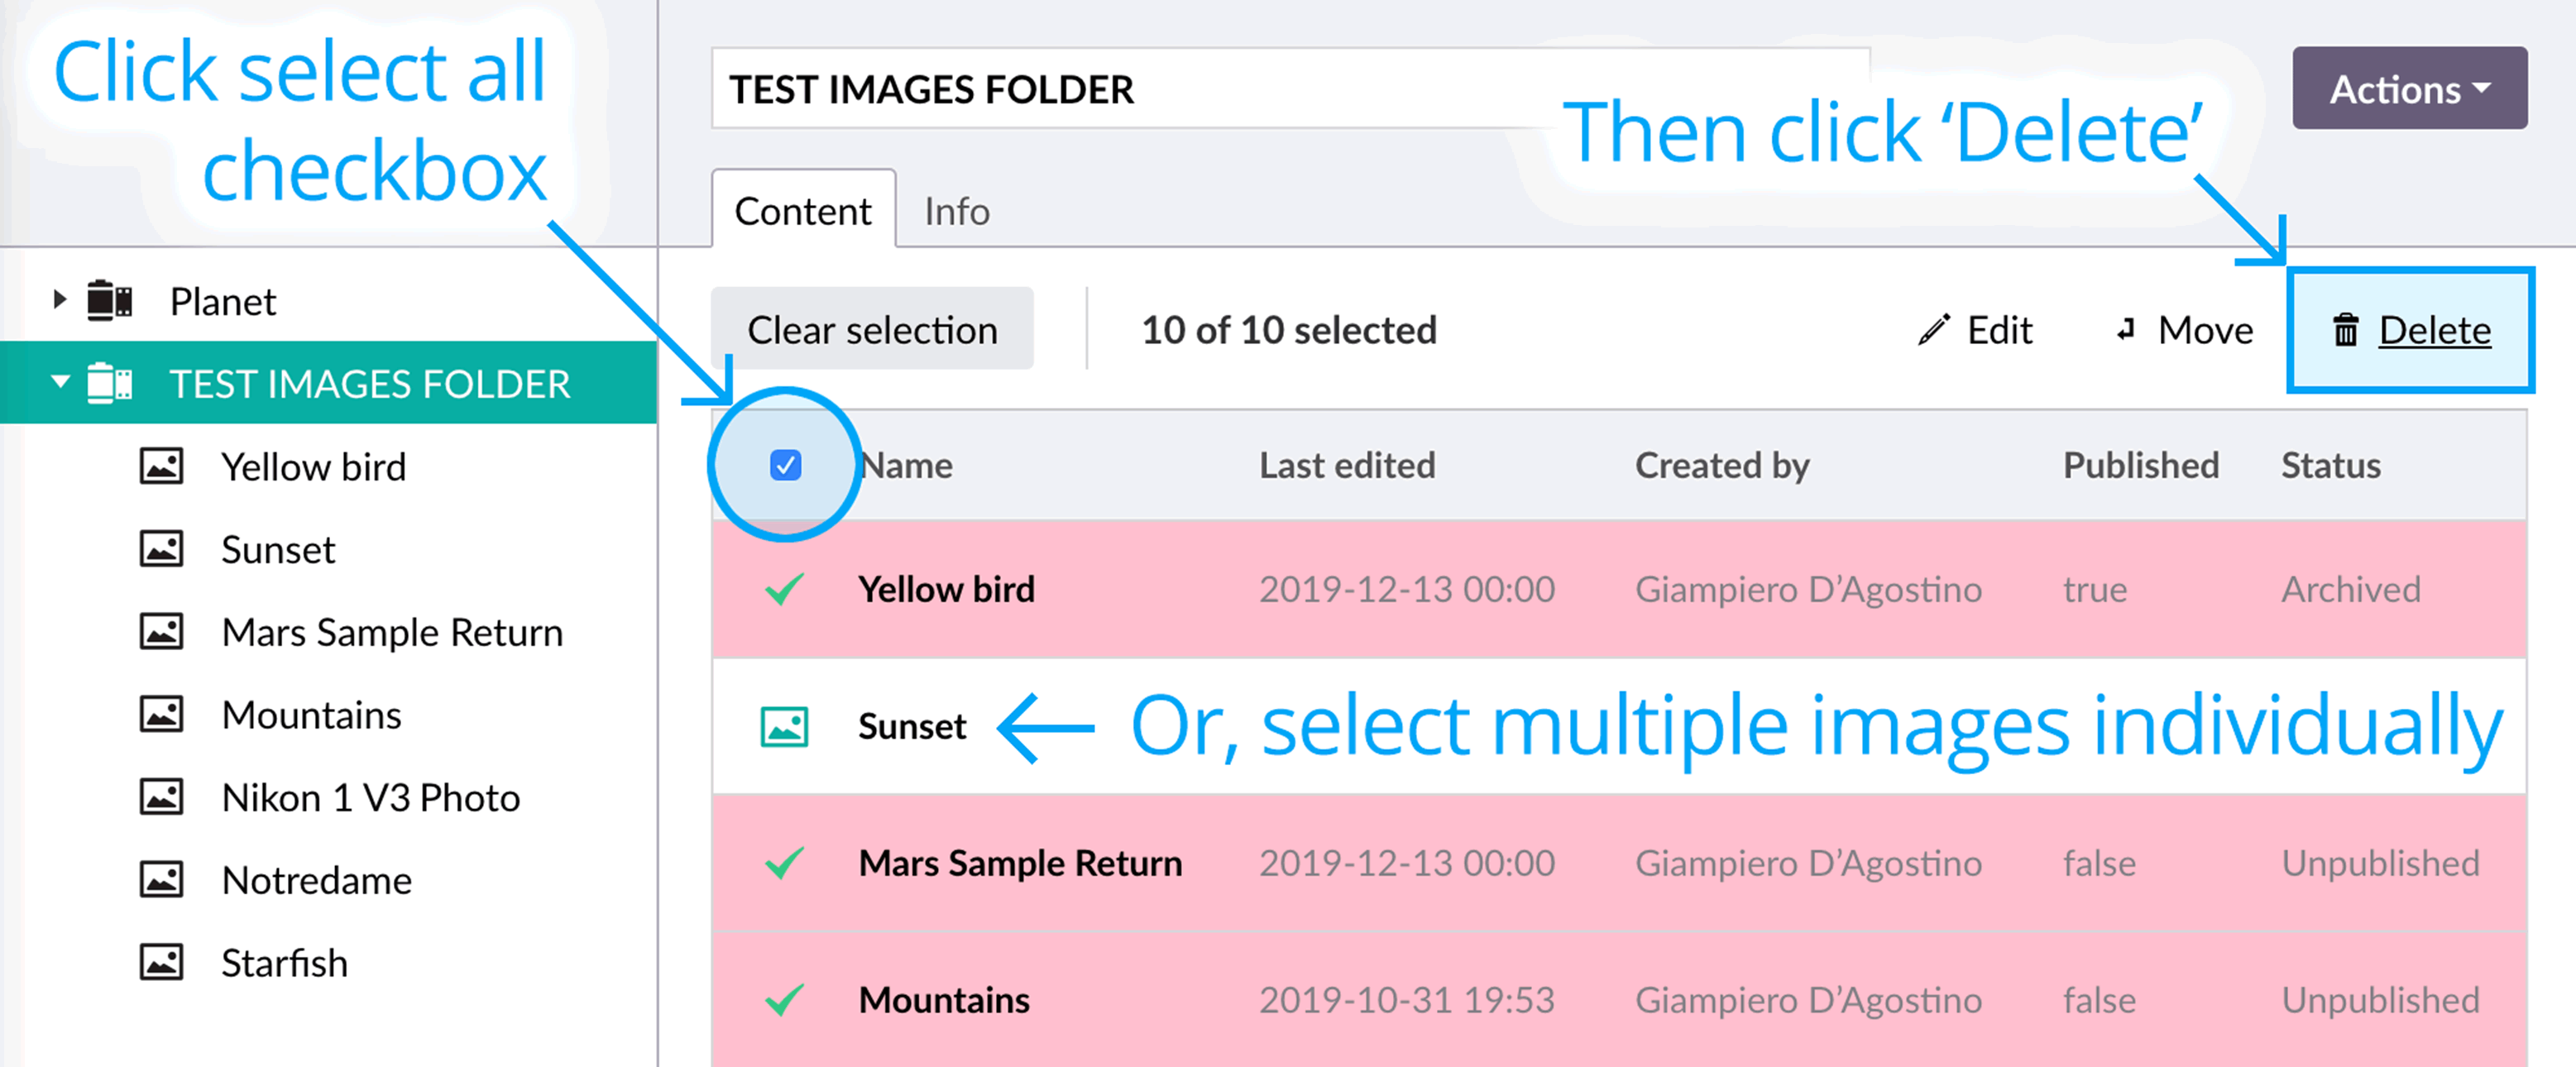 Click select all
checkbox
TEST IMAGES FOLDER
Then click ‘Delete’
Actions
Content
Info
Planet
TEST IMAGES FOLDER
Yellow bird
Sunset
Mars Sample Return
Mountains
Nikon 1 V3 Photo
Notredame
Starfish
Clear selection
10 of 10 selected
Edit
Move
Delete
Name Last edited Created by Published Status
Yellow bird 2019-12-13 00:00 Giampiero D’Agostino true Archived
Sunset
Or, select multiple images individually
Mars Sample Return 2019-12-13 00:00 Giampiero D’Agostino false Unpublished
Mountains 2019-10-31 19:53 Giampiero D’Agostino false Unpublished